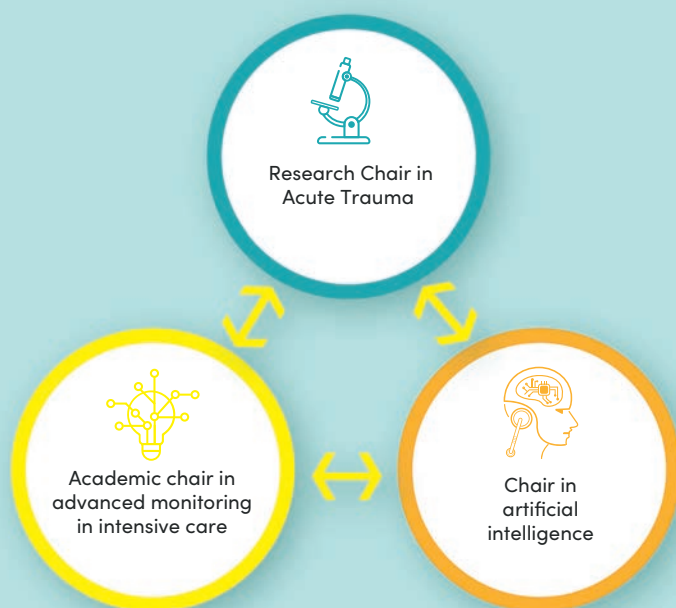 Research Chair in
Acute Trauma
Academic chair in
advanced monitoring
in intensive care
Chair in
artificial
intelligence